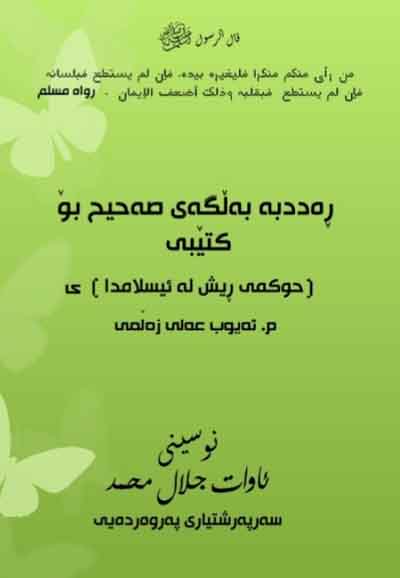 قال الرسول ﷺ
من رأى منكم منكرا فليغيره بيده، فإن لم يستطع فبلسانه
فإن لم يستطع فبقلبه وذلك أضعف الإيمان . رواه مسلم
ڕەددبە بەڵگەی صەحیح بۆ
کتێبی
(حوکمی ڕیش لە ئیسلامدا ) ی
م. ئەیوب عەلی زەڵمی
نوسینی
ئاوات جلال محمد
سەرپەرشتیاری پەروەردەیی